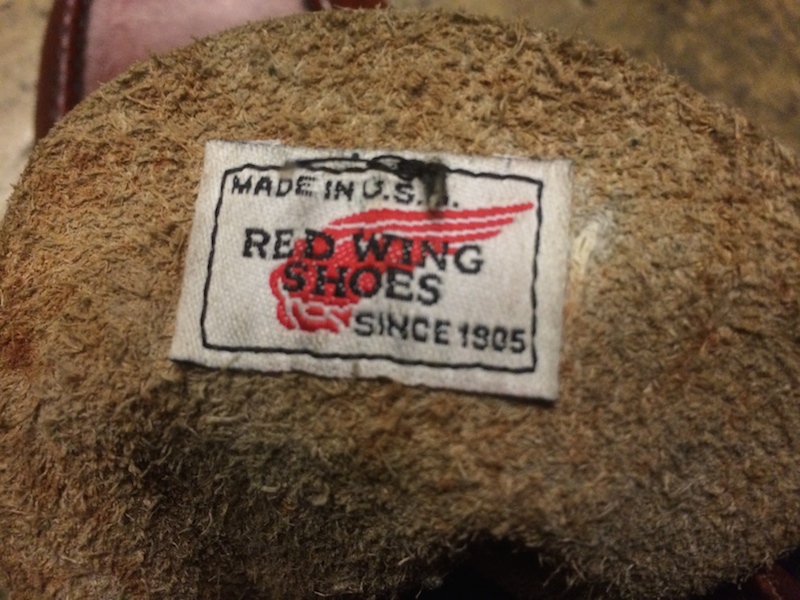 MADE IN U.S.A.
RED WING
SHOES
SINCE 1905